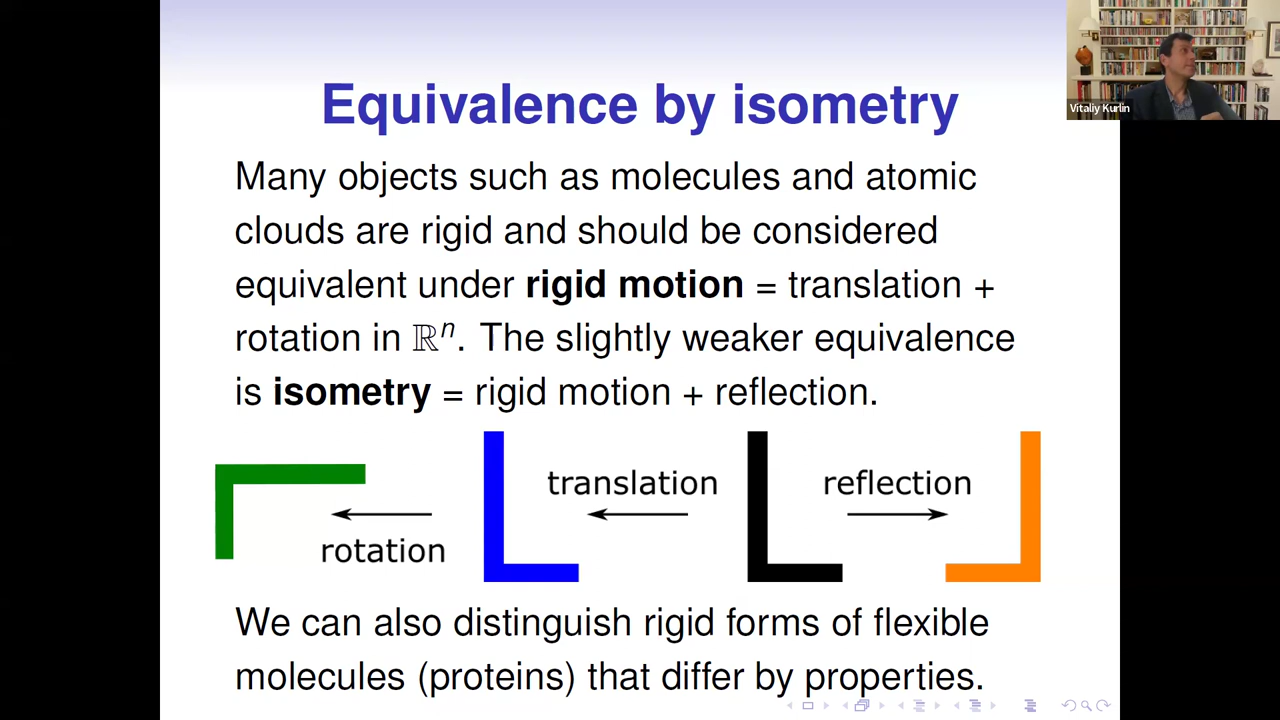 Vitaliy Kurlin
Equivalence by isometry
Many objects such as molecules and atomic
clouds are rigid and should be considered
equivalent under rigid motion = translation +
rotation in ℝⁿ. The slightly weaker equivalence
is isometry = rigid motion + reflection.
translation
reflection
rotation
We can also distinguish rigid forms of flexible
molecules (proteins) that differ by properties.